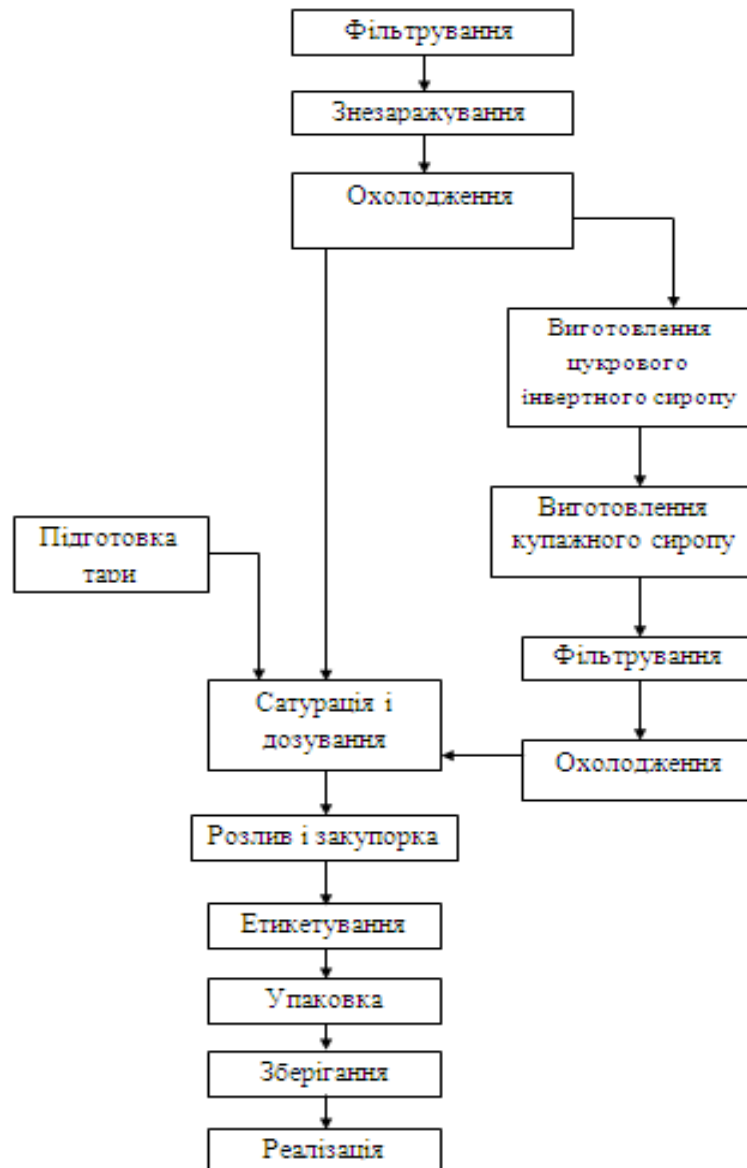 Фільтрування
Знезаражування
Охолодження
Виготовлення
цукрового
інвертного сиропу
Виготовлення
купажного сиропу
Підготовка
тари
Фільтрування
Сатурація і
дозування
Охолодження
Розлив і закупорка
Етикетування
Упаковка
Зберігання
Реалізація